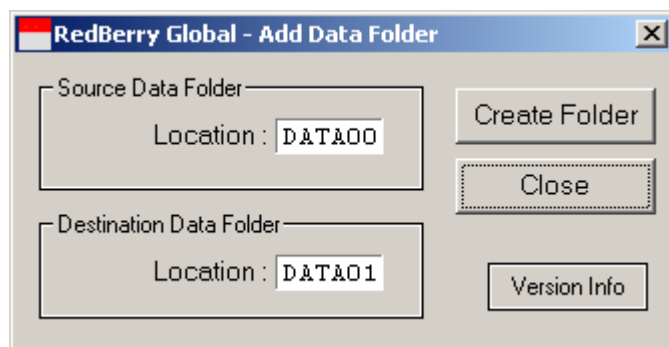 RedBerry Global - Add Data Folder
Source Data Folder
Location : DATA00
Create Folder
Close
Destination Data Folder
Location : DATA01
Version Info